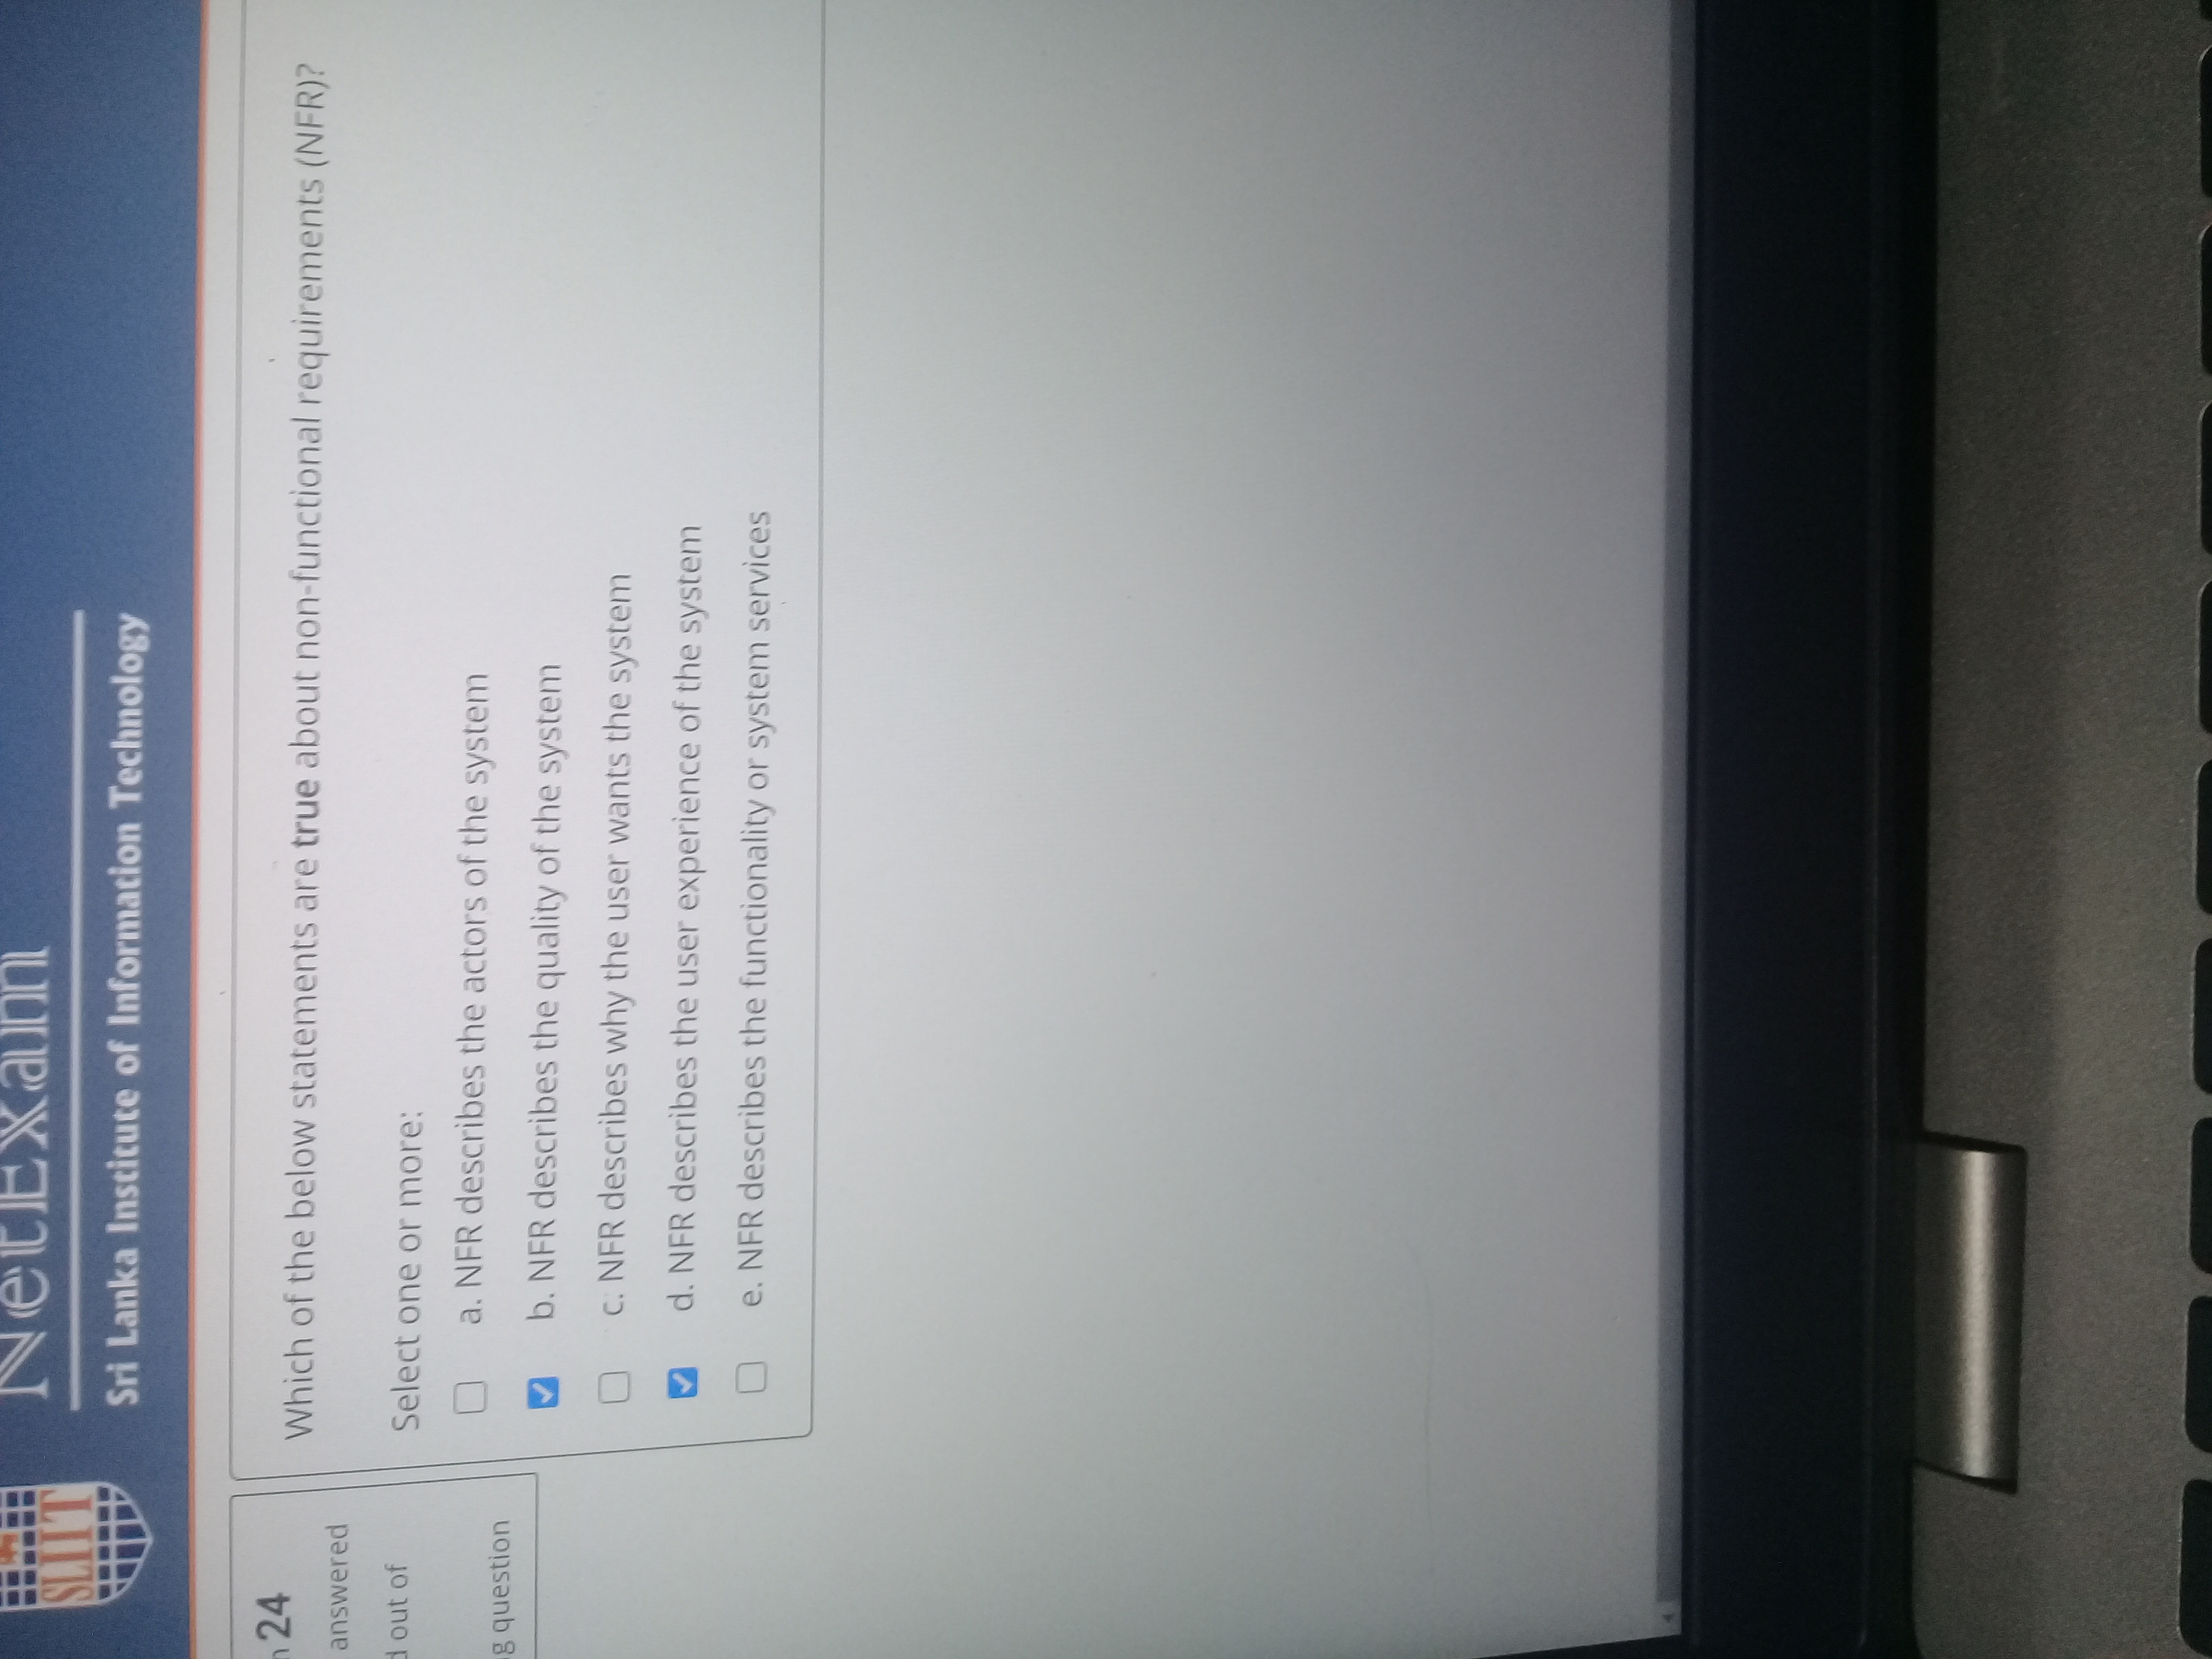 NetExam
SLIIT
Sri Lanka Institute of Information Technology
24
answered
out of
question
Which of the below statements are true about non-functional requirements (NFR)?
Select one or more:
a. NFR describes the actors of the system
b. NFR describes the quality of the system
c. NFR describes why the user wants the system
d. NFR describes the user experience of the system
e. NFR describes the functionality or system services